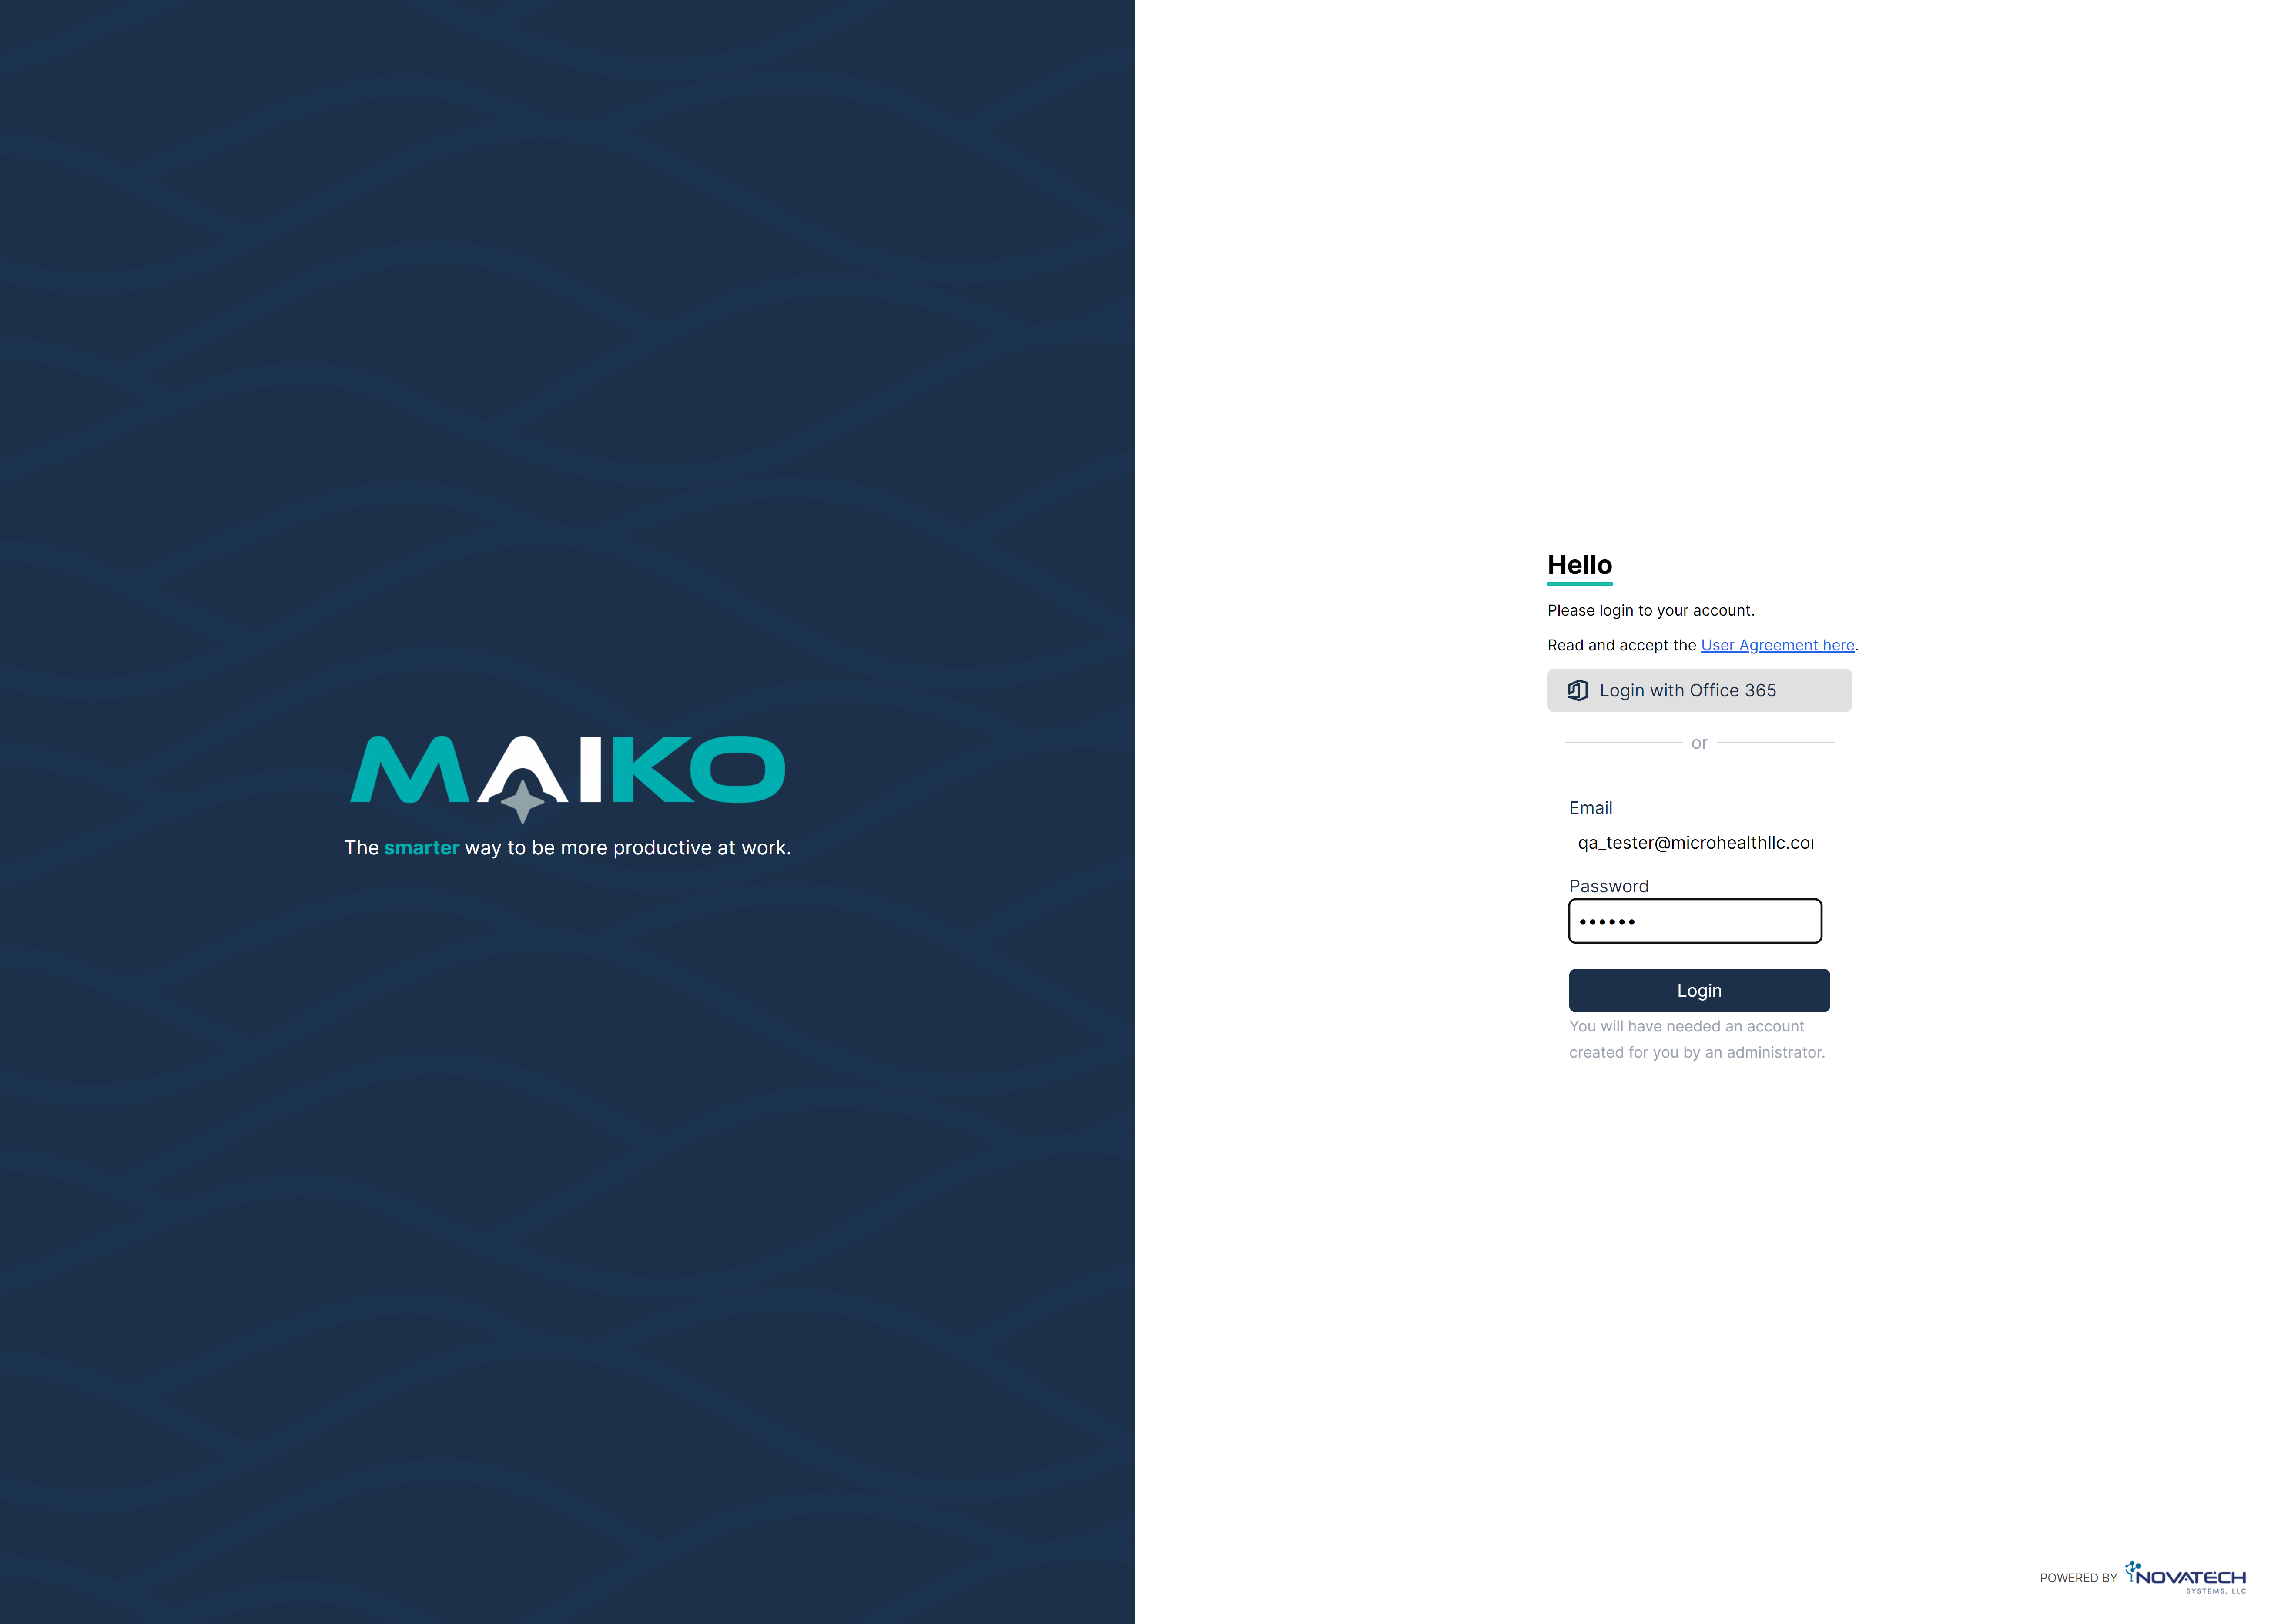 MAIKO
The smarter way to be more productive at work.
Hello
Please login to your account.
Read and accept the User Agreement here.
Login with Office 365
or
Email
qa_tester@microhealthllc.co
Password
••••••
Login
You will have needed an account
created for you by an administrator.
POWERED BY NOVATECH
SYSTEMS, LLC